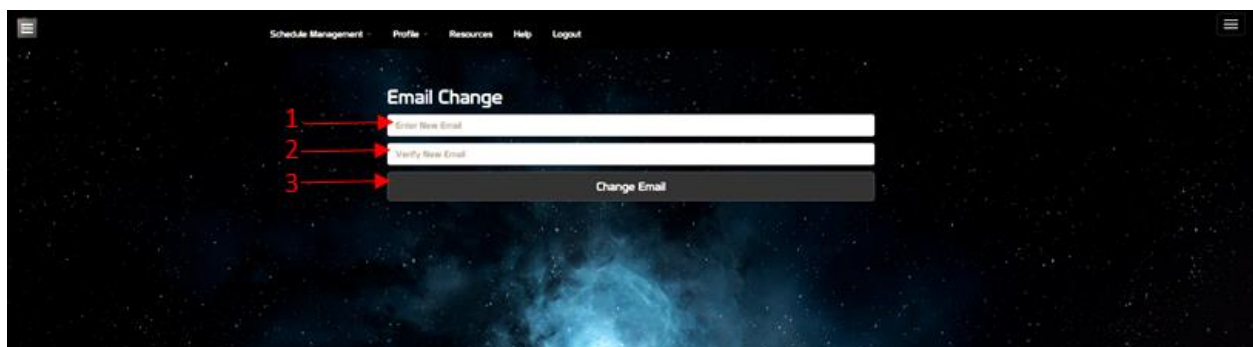 Schedule Management Profile Resources Help Logout
Email Change
1 Enter New Email
2 Verify New Email
3 Change Email